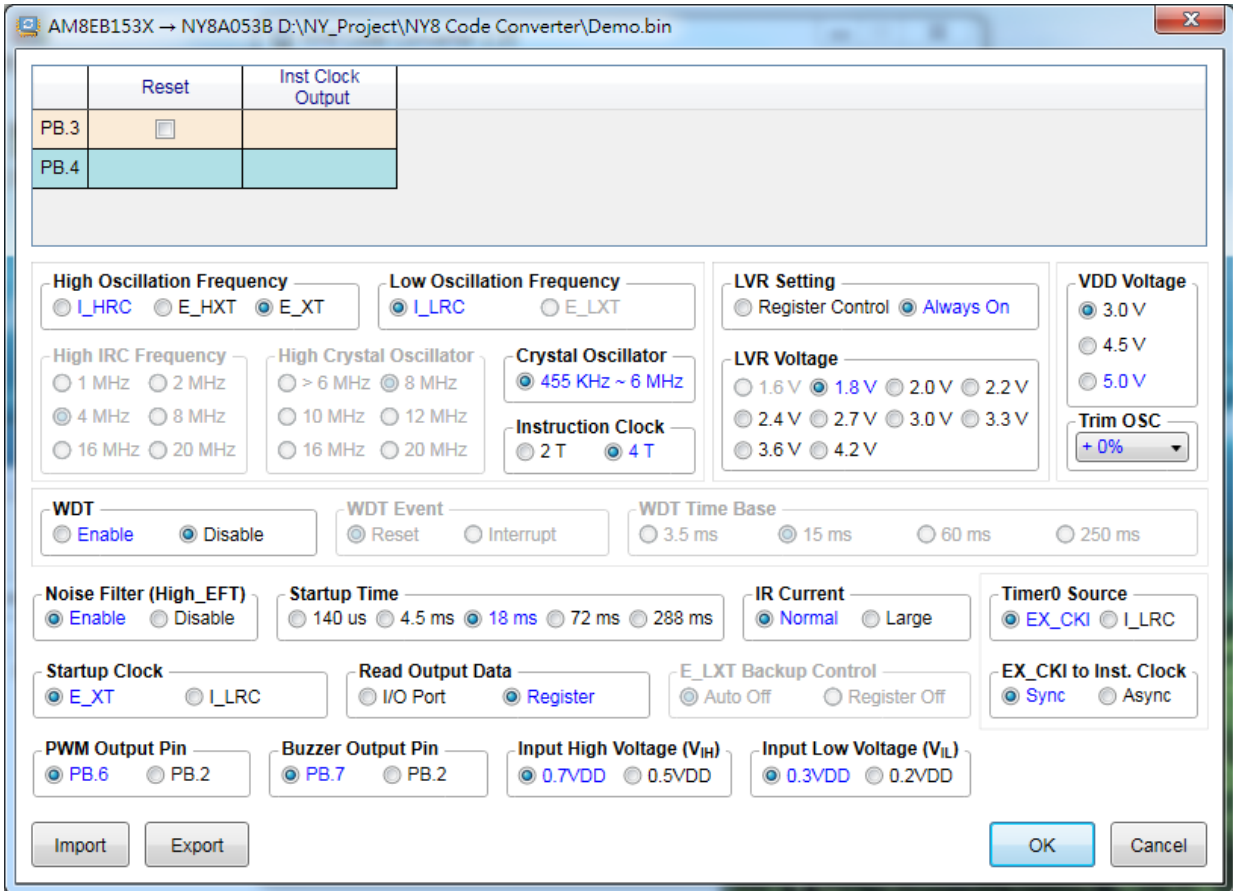 AM8EB153X → NY8A053B D:\NY_Project\NY8 Code Converter\Demo.bin
Reset
Inst Clock
Output
PB.3
PB.4
High Oscillation Frequency
I_HRC E_HXT E_XT
Low Oscillation Frequency
I_LRC E_LXT
LVR Setting
Register Control Always On
VDD Voltage
3.0 V
4.5 V
5.0 V
High IRC Frequency
1 MHz 2 MHz
4 MHz 8 MHz
16 MHz 20 MHz
High Crystal Oscillator
> 6 MHz 8 MHz
10 MHz 12 MHz
16 MHz 20 MHz
Crystal Oscillator
455 KHz ~ 6 MHz
Instruction Clock
2 T 4 T
LVR Voltage
1.6 V 1.8 V 2.0 V 2.2 V
2.4 V 2.7 V 3.0 V 3.3 V
3.6 V 4.2 V
Trim OSC
+ 0%
WDT
Enable Disable
WDT Event
Reset Interrupt
WDT Time Base
3.5 ms 15 ms 60 ms 250 ms
Noise Filter (High_EFT)
Enable Disable
Startup Time
140 us 4.5 ms 18 ms 72 ms 288 ms
IR Current
Normal Large
Timer0 Source
EX_CKI I_LRC
Startup Clock
E_XT I_LRC
Read Output Data
I/O Port Register
E_LXT Backup Control
Auto Off Register Off
EX_CKI to Inst. Clock
Sync Async
PWM Output Pin
PB.6 PB.2
Buzzer Output Pin
PB.7 PB.2
Input High Voltage (VIH)
0.7VDD 0.5VDD
Input Low Voltage (VIL)
0.3VDD 0.2VDD
Import Export OK Cancel